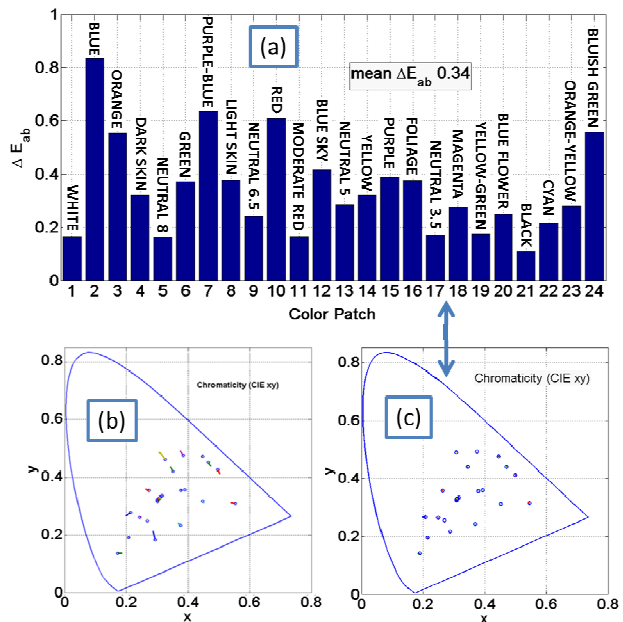 (a)
mean ΔEab 0.34
Δ Eab
1
0.8
0.6
0.4
0.2
0
WHITE
BLUE
ORANGE
DARK SKIN
NEUTRAL 8
GREEN
PURPLE-BLUE
LIGHT SKIN
NEUTRAL 6.5
RED
MODERATE RED
BLUE SKY
NEUTRAL 5
YELLOW
PURPLE
FOLIAGE
NEUTRAL 3.5
MAGENTA
YELLOW-GREEN
BLUE FLOWER
BLACK
CYAN
ORANGE-YELLOW
BLUISH GREEN
1 2 3 4 5 6 7 8 9 10 11 12 13 14 15 16 17 18 19 20 21 22 23 24
Color Patch
(b)
Chromaticity (CIE xy)
y
0.8
0.6
0.4
0.2
0
0 0.2 0.4 0.6 0.8
x
(c)
Chromaticity (CIE xy)
y
0.8
0.6
0.4
0.2
0
0 0.2 0.4 0.6 0.8
x